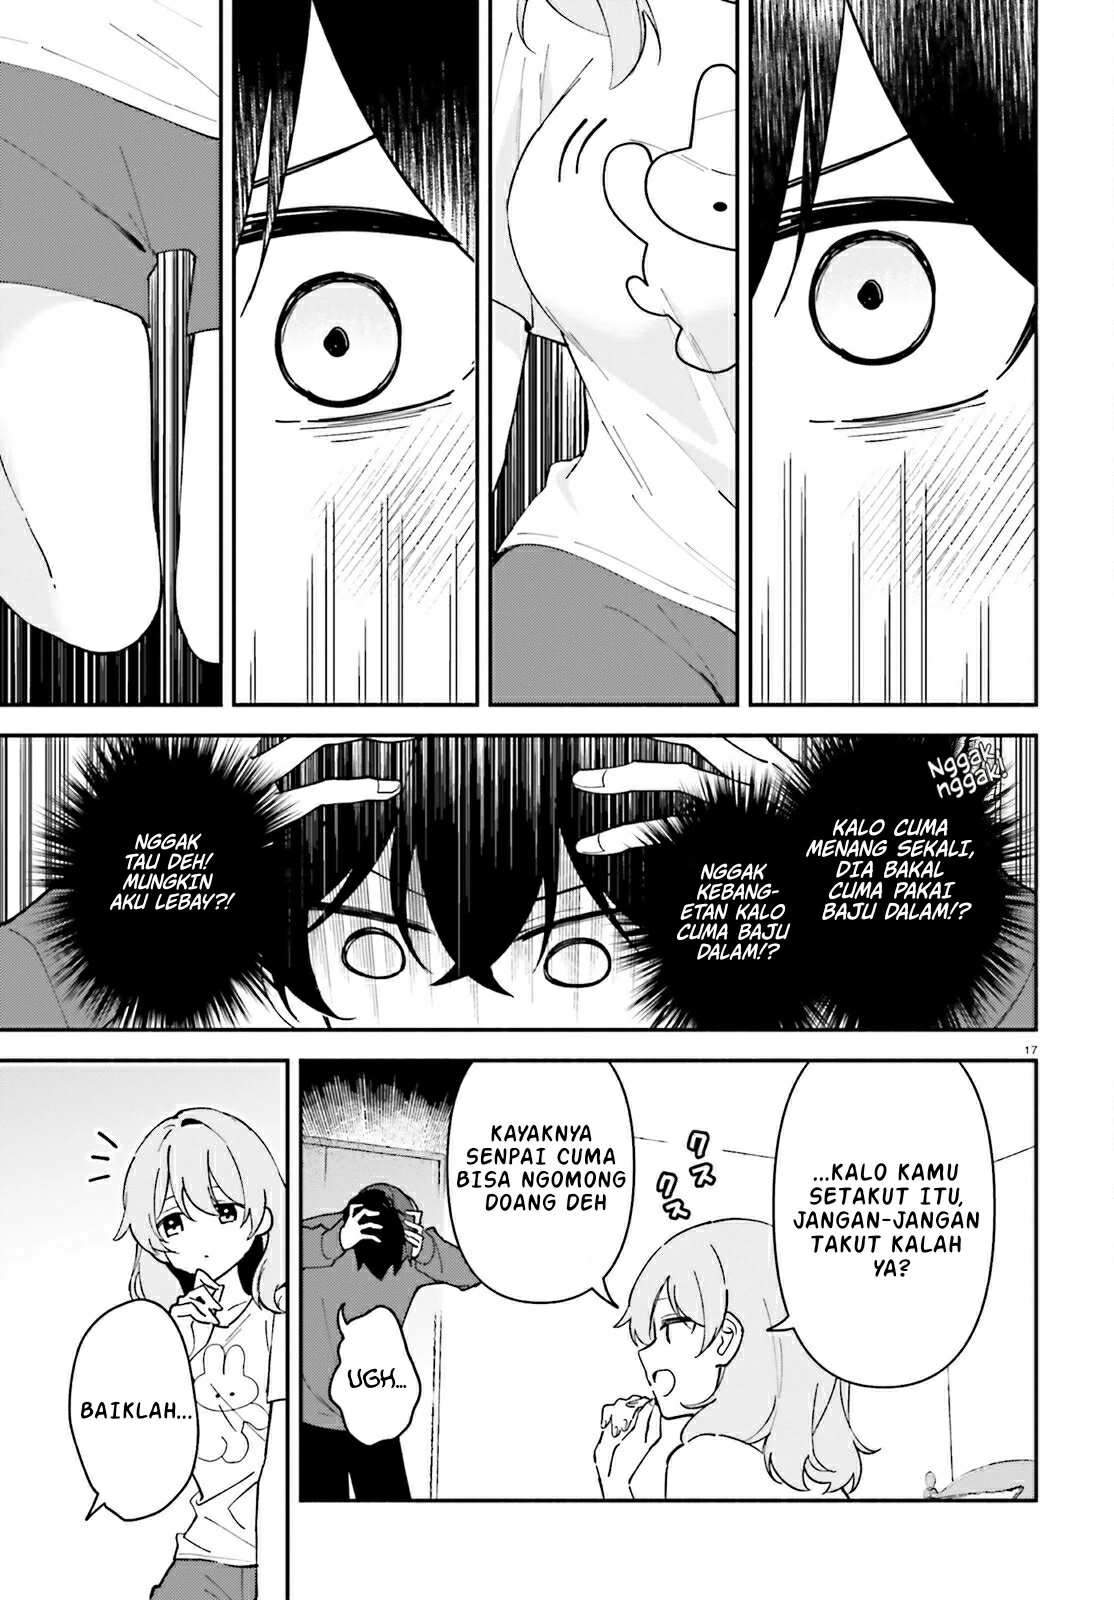 Nggak
nggak!
KALO CUMA
MENANG SEKALI,
DIA BAKAL
CUMA PAKAI
BAJU DALAM!?
NGGAK
KEBANG-
ETAN KALO
CUMA BAJU
DALAM!?
NGGAK
TAU DEH!
MUNGKIN
AKU LEBAY?!
17
...KALO KAMU
SETAKUT ITU,
JANGAN-JANGAN
TAKUT KALAH
YA?
クス
クス
KAYAKNYA
SENPAI CUMA
BISA NGOMONG
DOANG DEH
UGH...
BAIKLAH...